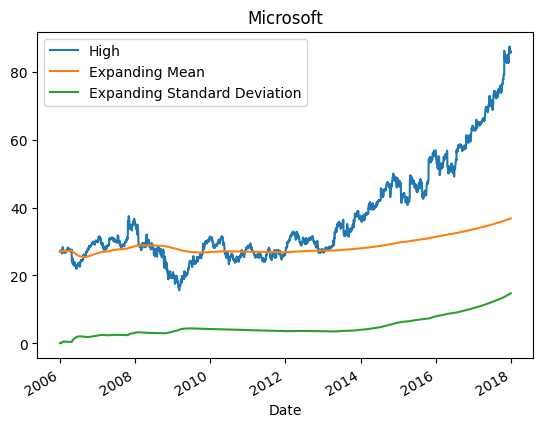 Microsoft
High
Expanding Mean
Expanding Standard Deviation
80
60
40
20
0
2006 2008 2010 2012 2014 2016 2018
Date